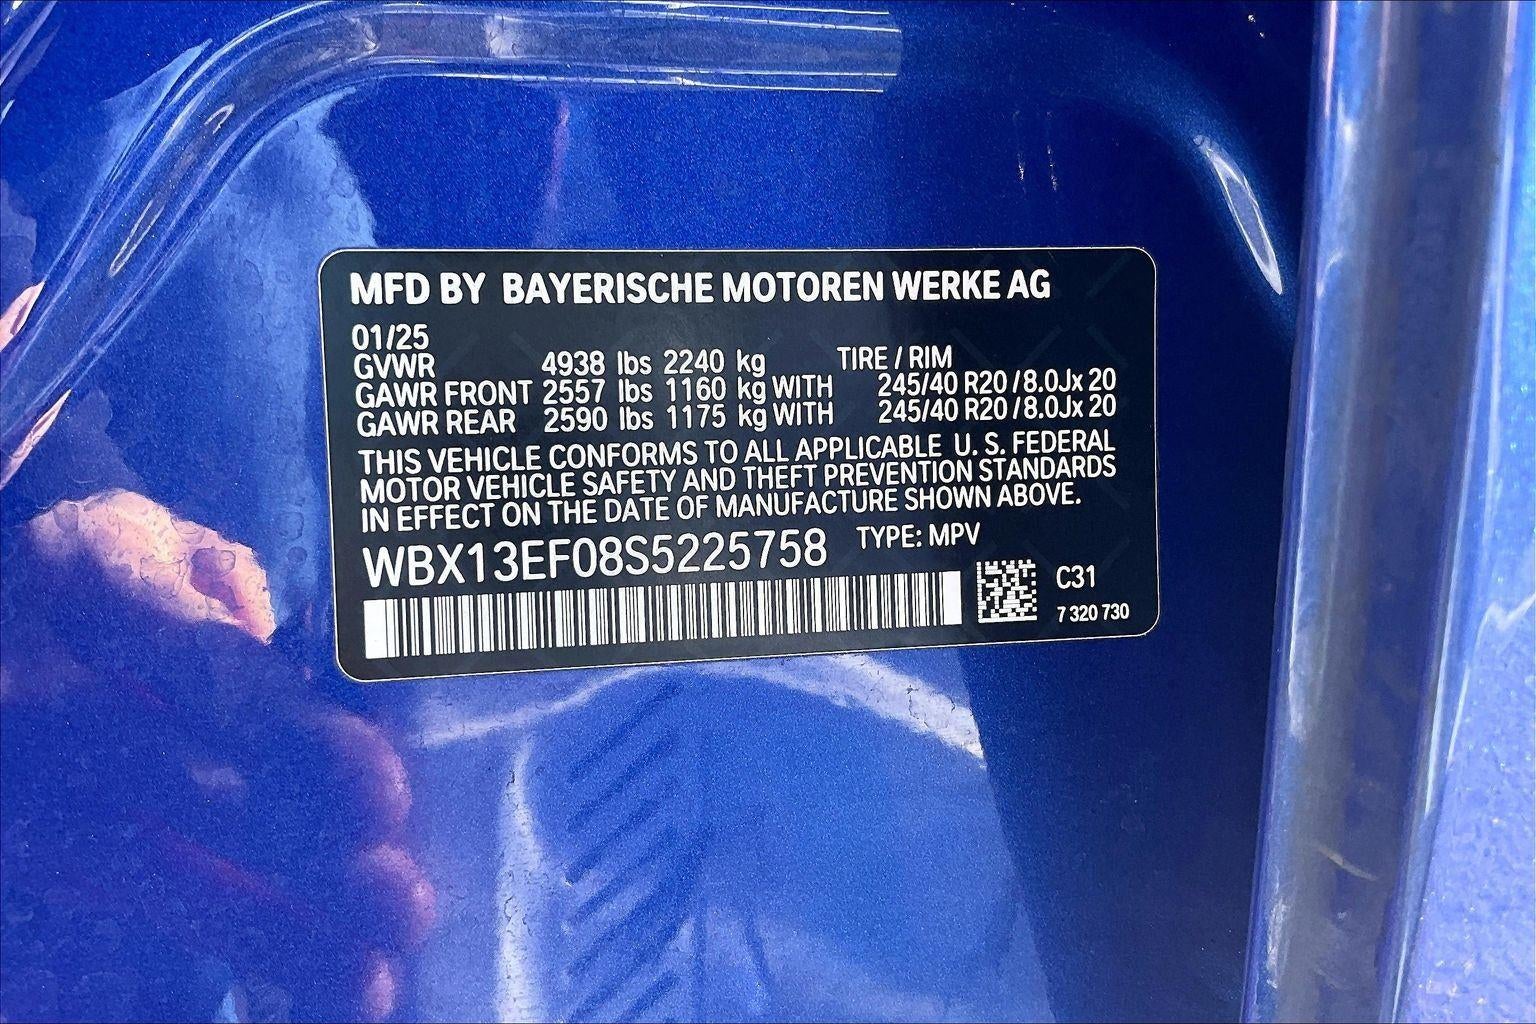 MFD BY BAYERISCHE MOTOREN WERKE AG
01/25
GVWR 4938 lbs 2240 kg TIRE / RIM
GAWR FRONT 2557 lbs 1160 kg WITH 245/40 R20 / 8.0Jx 20
GAWR REAR 2590 lbs 1175 kg WITH 245/40 R20 / 8.0Jx 20
THIS VEHICLE CONFORMS TO ALL APPLICABLE U. S. FEDERAL
MOTOR VEHICLE SAFETY AND THEFT PREVENTION STANDARDS
IN EFFECT ON THE DATE OF MANUFACTURE SHOWN ABOVE.
WBX13EF08S5225758 TYPE: MPV
C31
7 320 730